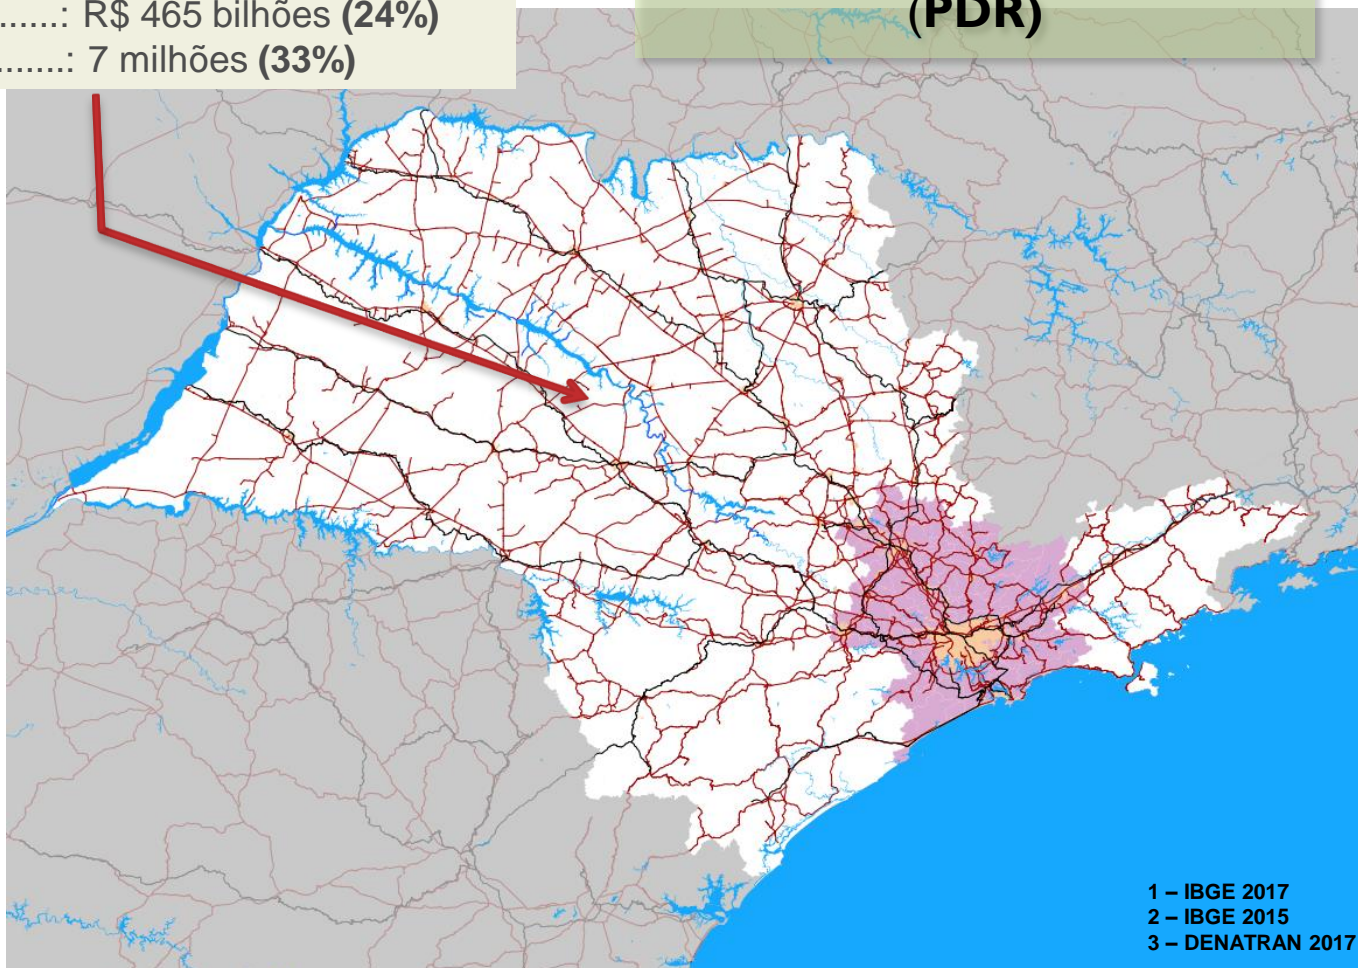 ......: R$ 465 bilhões (24%)
.......: 7 milhões (33%)
(PDR)
1 – IBGE 2017
2 – IBGE 2015
3 – DENATRAN 2017